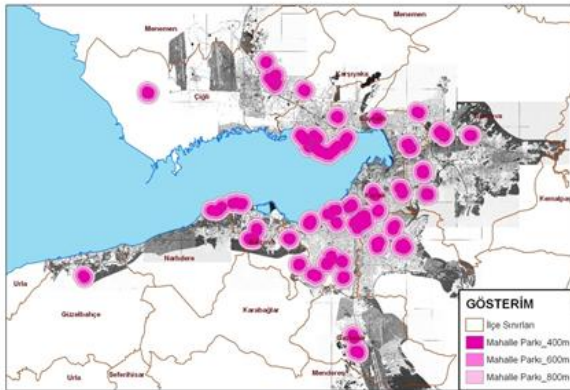 Menemen
Menemen
Çiğli
Karşıyaka
Kemalpaşa
Narlıdere
Urla
Güzelbahçe
Karabağlar
Menderes
Urla
Seferihisar
GÖSTERİM
İlçe Sınırları
Mahalle Parkı_400m
Mahalle Parkı_600m
Mahalle Parkı_800m